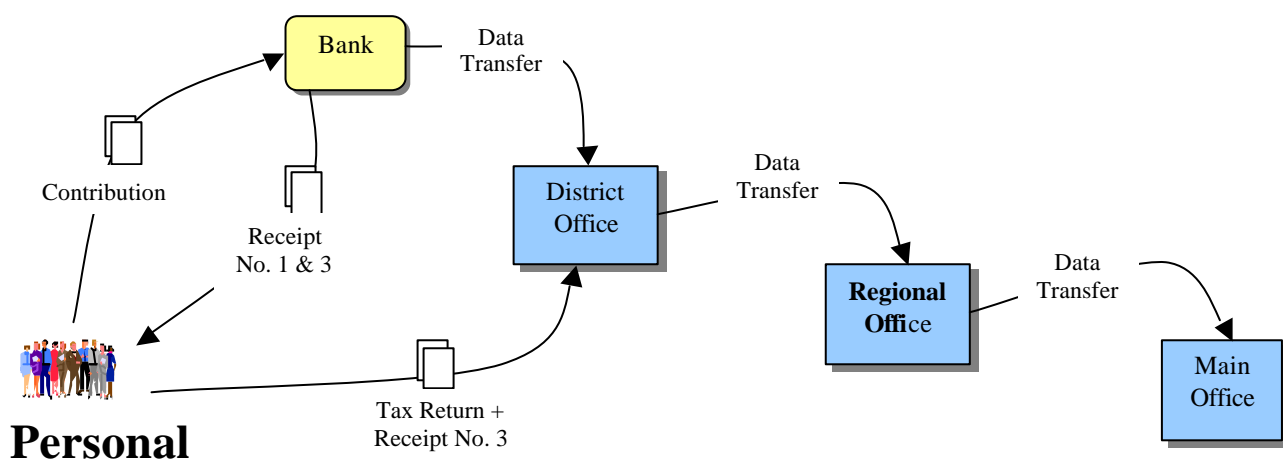 Bank
Data
Transfer
Contribution
Receipt
No. 1 & 3
District
Office
Data
Transfer
Regional
Office
Data
Transfer
Main
Office
Tax Return +
Receipt No. 3
Personal